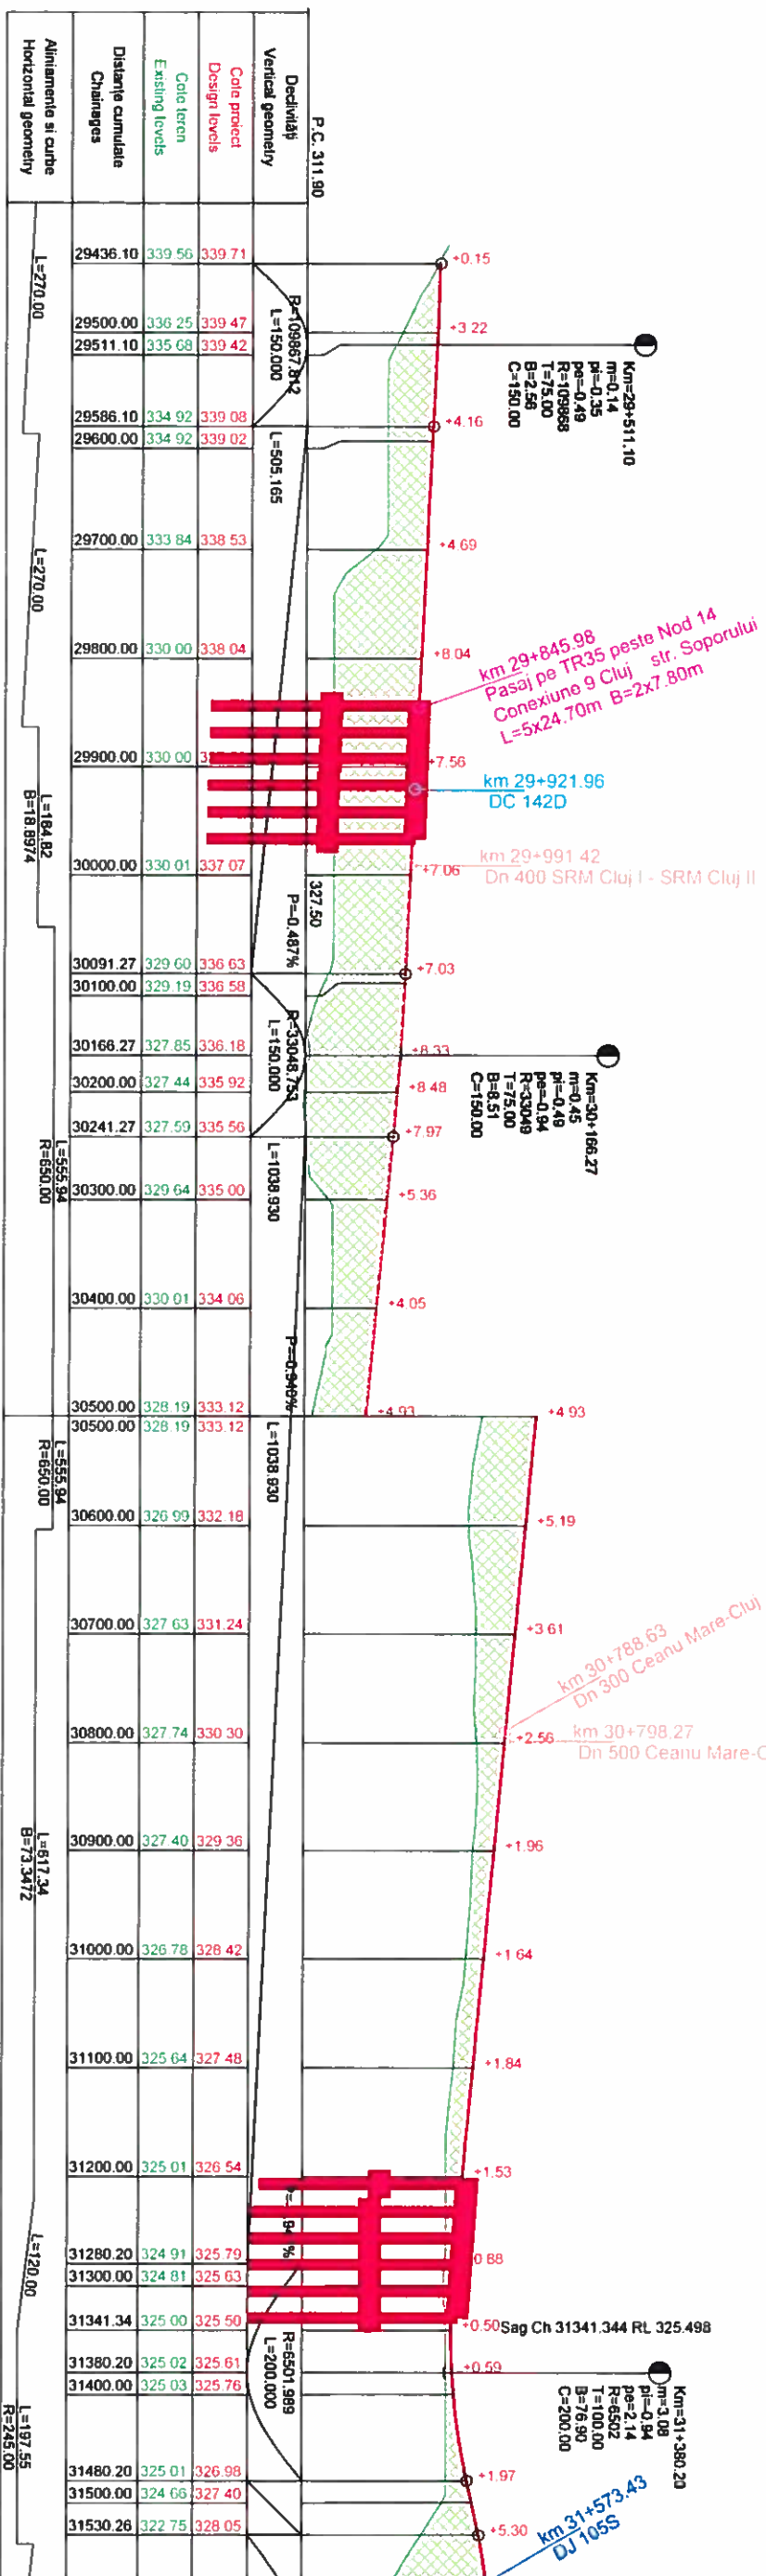 P.C. 311.90
Declivităţi
Vertical geometry
Cote proiect
Design levels
Cote teren
Existing levels
Distanţe cumulate
Chainages
Aliniamente si curbe
Horizontal geometry
29436.10 339 56 339 71
29500.00 336 25 339 47
29511.10 335 68 339 42
29586.10 334 92 339 08
29600.00 334 92 339 02
29700.00 333 84 338 53
29800.00 330 00 338 04
29900.00 330 00
30000.00 330 01 337 07
30091.27 329 60 336 63
30100.00 329.19 336 58
30166.27 327.85 336.18
30200.00 327 44 335 92
30241.27 327.59 335 56
30300.00 329 64 335 00
30400.00 330 01 334 06
30500.00 328.19 333.12
30500.00 328.19 333.12
30600.00 326 99 332.18
30700.00 327 63 331.24
30800.00 327.74 330 30
30900.00 327.40 329 36
31000.00 326.78 328 42
31100.00 325 64 327 48
31200.00 325 01 326 54
31280.20 324 91 325.79
31300.00 324 81 325 63
31341.34 325 00 325 50
31380.20 325 02 325.61
31400.00 325 03 325.76
31480.20 325 01 326 98
31500.00 324 66 327 40
31530.26 322 75 328 05
L=270.00
L=270.00
L=184.82
B=18.8974
L=555.94
R=650.00
L=555.94
R=650.00
L=617.34
B=73.3472
L=120.00
L=197.55
R=245.00
R=109867.812
L=150.000
L=505.165
P=-0.487%
327.50
R=33048.753
L=150.000
L=1038.930
P=-0.940%
L=1038.930
R=6501.989
L=200.000
+0.15
+3 22
+4.16
+4.69
+8.04
+7.56
+7.06
+7.03
+8.33
+8 48
+7.97
+5.36
+4.05
+4.93
+4.93
+5.19
+3 61
+2.56
+1.96
+1 64
+1.84
+1.53
0 88
+0.50
+0.59
+1.97
+5.30
Km=29+511.10
m=0.14
pi=-0.35
pe=-0.49
R=109868
T=75.00
B=2.56
C=150.00
km 29+845.98
Pasaj pe TR35 peste Nod 14
Conexiune 9 Cluj str. Soporului
L=5x24.70m B=2x7.80m
km 29+921.96
DC 142D
km 29+991 42
Dn 400 SRM Cluj I - SRM Cluj II
Km=30+166.27
m=0.45
pi=-0.49
pe=-0.94
R=33049
T=75.00
B=8.51
C=150.00
km 30+788.63
Dn 300 Ceanu Mare-Cluj
km 30+798.27
Dn 500 Ceanu Mare-C
Sag Ch 31341.344 RL 325.498
Km=31+380.20
m=3.08
pi=-0.94
pe=2.14
R=6502
T=100.00
B=76.90
C=200.00
km 31+573.43
DJ 105S